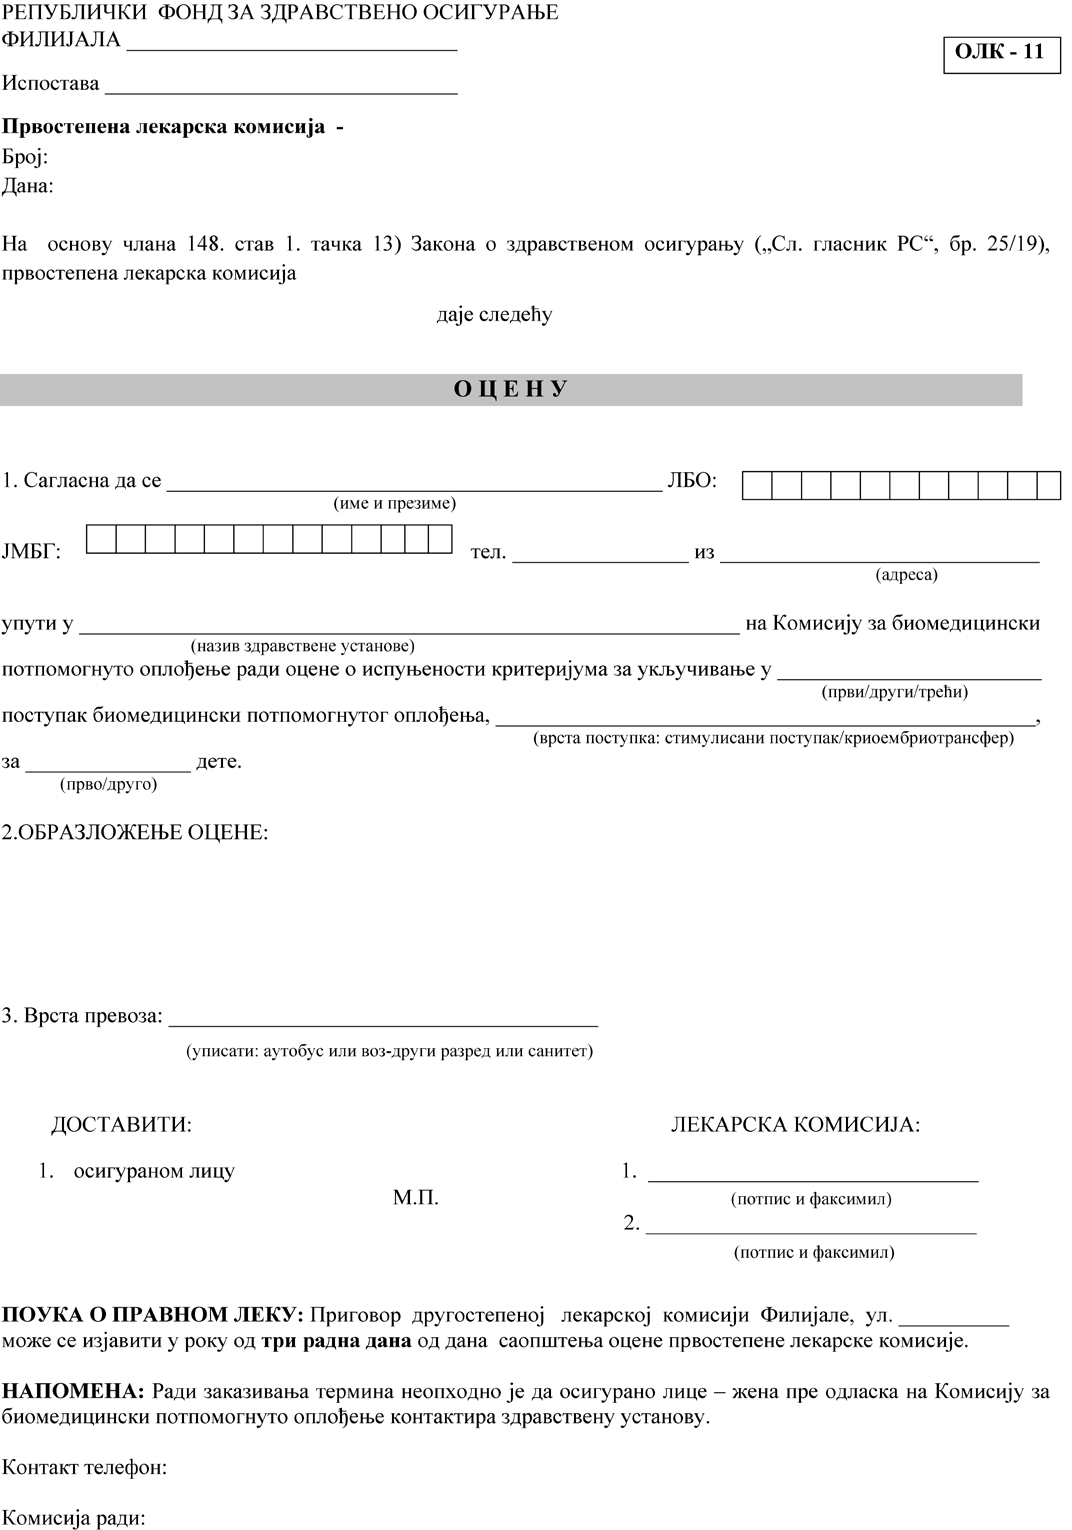 РЕПУБЛИЧКИ ФОНД ЗА ЗДРАВСТВЕНО ОСИГУРАЊЕ
ФИЛИЈАЛА ______________________________
ОЛК - 11
Испостава ________________________________
Првостепена лекарска комисија -
Број:
Дана:
На основу члана 148. став 1. тачка 13) Закона о здравственом осигурању („Сл. гласник РС“, бр. 25/19),
првостепена лекарска комисија
даје следећу
О Ц Е Н У
1. Сагласна да се _____________________________________________ ЛБО:
(име и презиме)
ЈМБГ: тел. ________________ из _____________________________
(адреса)
упути у ____________________________________________________________ на Комисију за биомедицински
(назив здравствене установе)
потпомогнуто оплођење ради оцене о испуњености критеријума за укључивање у ________________________
(први/други/трећи)
поступак биомедицински потпомогнутог оплођења, _________________________________________________,
(врста поступка: стимулисани поступак/криоембриотрансфер)
за _______________ дете.
(прво/друго)
2.ОБРАЗЛОЖЕЊЕ ОЦЕНЕ:
3. Врста превоза: _______________________________________
(уписати: аутобус или воз-други разред или санитет)
ДОСТАВИТИ: ЛЕКАРСКА КОМИСИЈА:
1. осигураном лицу 1. ______________________________
М.П. (потпис и факсимил)
2. ______________________________
(потпис и факсимил)
ПОУКА О ПРАВНОМ ЛЕКУ: Приговор другостепеној лекарској комисији Филијале, ул. __________
може се изјавити у року од три радна дана од дана саопштења оцене првостепене лекарске комисије.
НАПОМЕНА: Ради заказивања термина неопходно је да осигурано лице – жена пре одласка на Комисију за
биомедицински потпомогнуто оплођење контактира здравствену установу.
Контакт телефон:
Комисија ради: